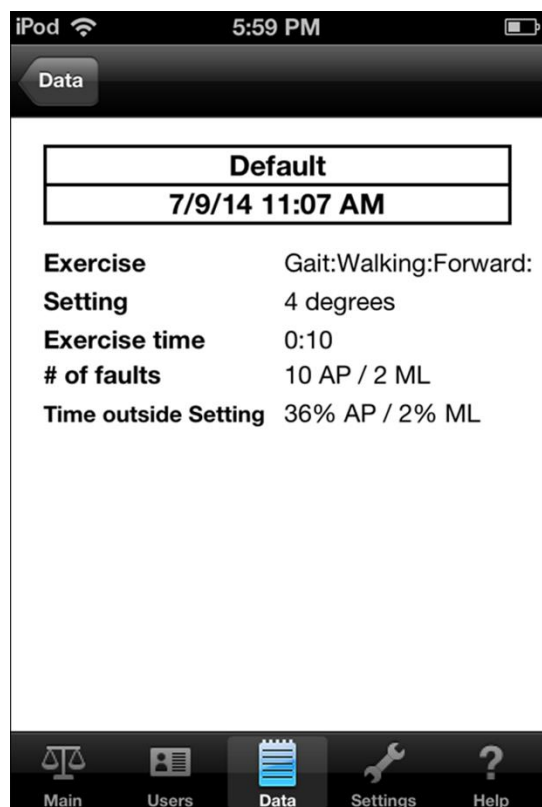 iPod 5:59 PM
Data
Default
7/9/14 11:07 AM
Exercise Gait:Walking:Forward:
Setting 4 degrees
Exercise time 0:10
# of faults 10 AP / 2 ML
Time outside Setting 36% AP / 2% ML
Main Users Data Settings Help